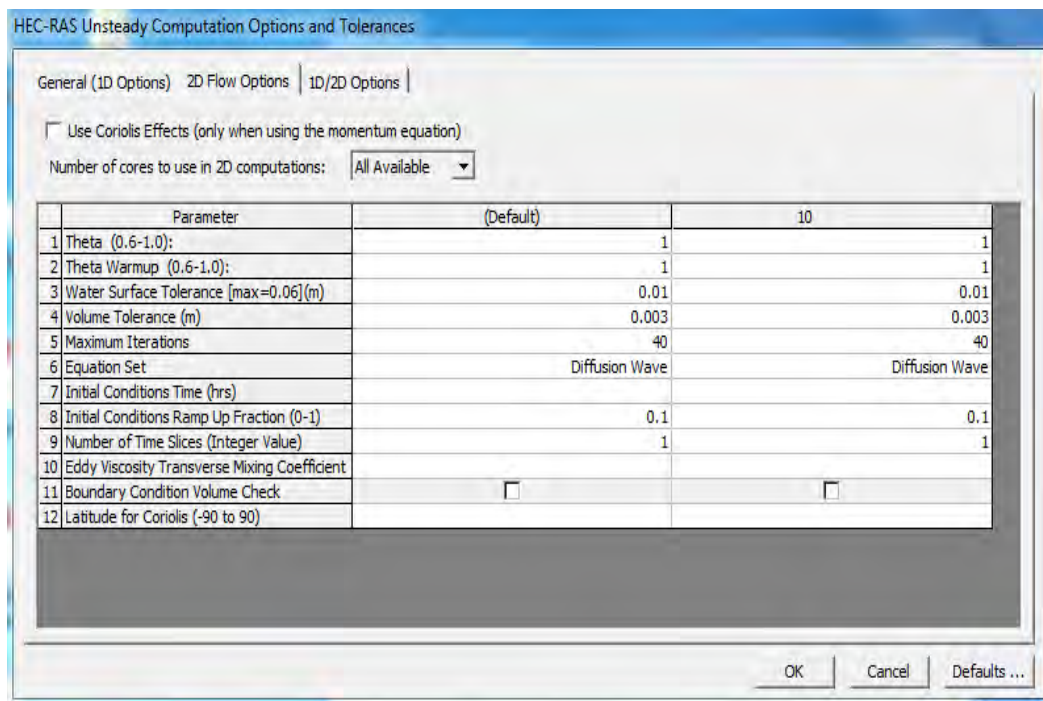 HEC-RAS Unsteady Computation Options and Tolerances
General (1D Options) 2D Flow Options 1D/2D Options
Use Coriolis Effects (only when using the momentum equation)
Number of cores to use in 2D computations: All Available
Parameter (Default) 10
1 Theta (0.6-1.0): 1 1
2 Theta Warmup (0.6-1.0): 1 1
3 Water Surface Tolerance [max=0.06](m) 0.01 0.01
4 Volume Tolerance (m) 0.003 0.003
5 Maximum Iterations 40 40
6 Equation Set Diffusion Wave Diffusion Wave
7 Initial Conditions Time (hrs)
8 Initial Conditions Ramp Up Fraction (0-1) 0.1 0.1
9 Number of Time Slices (Integer Value) 1 1
10 Eddy Viscosity Transverse Mixing Coefficient
11 Boundary Condition Volume Check
12 Latitude for Coriolis (-90 to 90)
OK Cancel Defaults ...